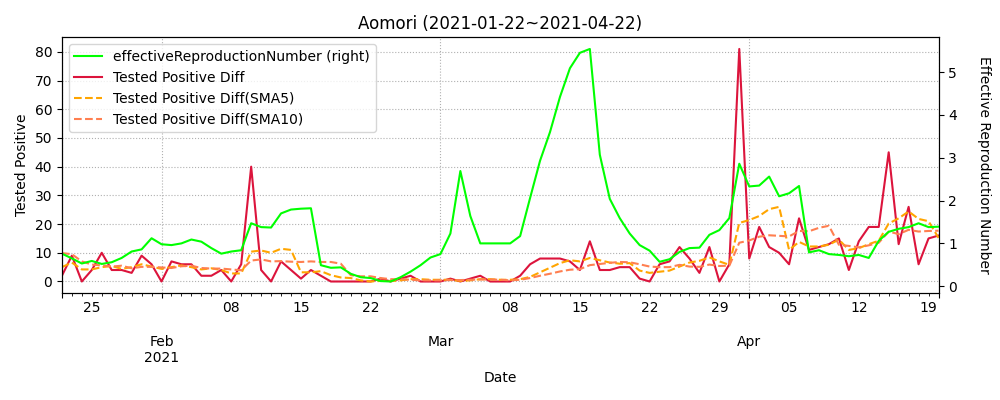 Aomori (2021-01-22~2021-04-22)
effectiveReproductionNumber (right)
Tested Positive Diff
Tested Positive Diff(SMA5)
Tested Positive Diff(SMA10)
Tested Positive
80
70
60
50
40
30
20
10
0
Effective Reproduction Number
5
4
3
2
1
0
25 08 15 22 08 15 22 29 05 12 19
Feb Mar Apr
2021
Date